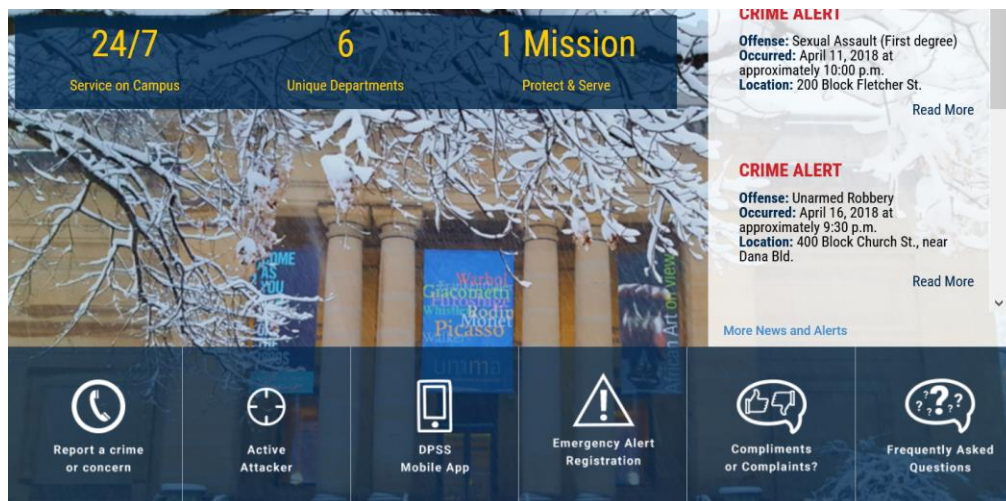 24/7
Service on Campus
6
Unique Departments
1 Mission
Protect & Serve
CRIME ALERT
Offense: Sexual Assault (First degree)
Occurred: April 11, 2018 at
approximately 10:00 p.m.
Location: 200 Block Fletcher St.
Read More
CRIME ALERT
Offense: Unarmed Robbery
Occurred: April 16, 2018 at
approximately 9:30 p.m.
Location: 400 Block Church St., near
Dana Bld.
Read More
More News and Alerts
COME
AS
YOU
Warhol
Giacometti
Whistler
Rodin
Monet
Picasso
Walker
umma
African Art on view
Report a crime
or concern
Active
Attacker
DPSS
Mobile App
Emergency Alert
Registration
Compliments
or Complaints?
Frequently Asked
Questions